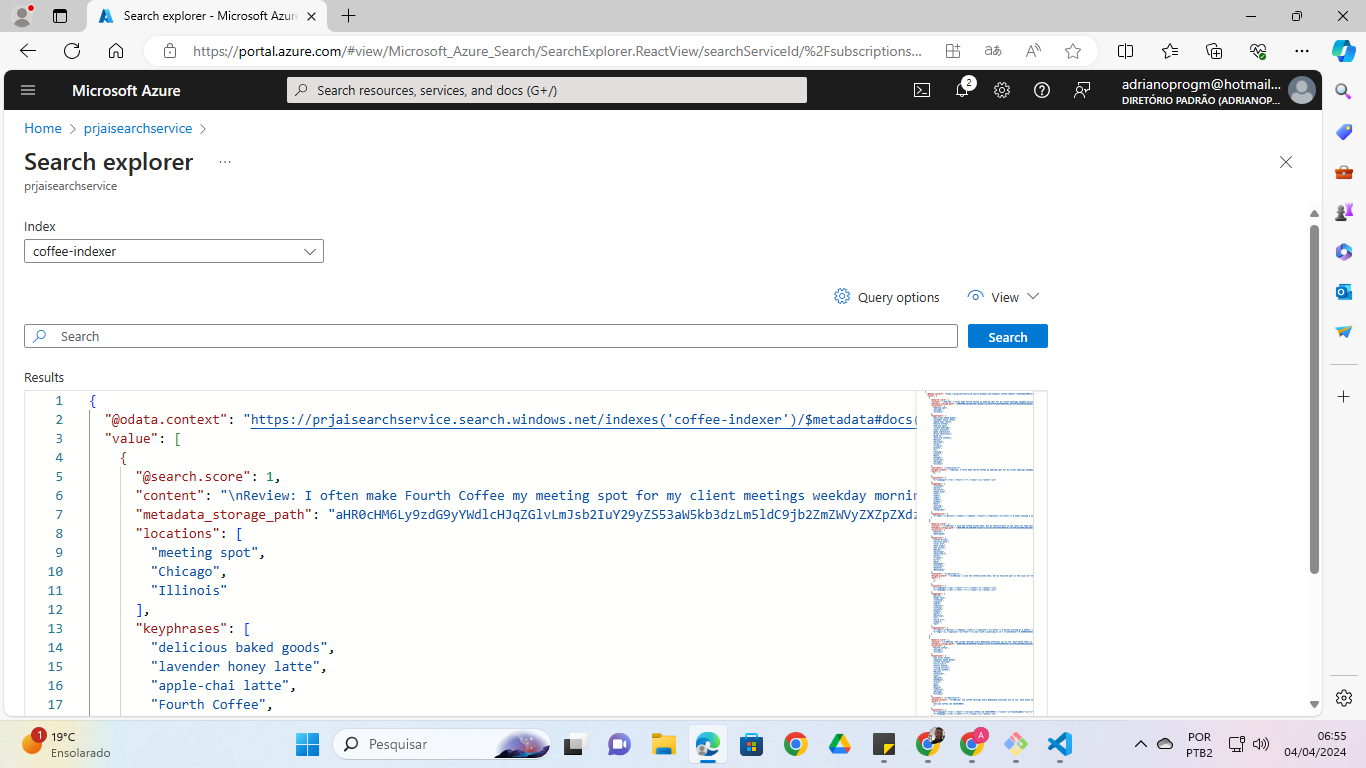 Search explorer - Microsoft Azure
https://portal.azure.com/#view/Microsoft_Azure_Search/SearchExplorer.ReactView/searchServiceId/%2Fsubscriptions...
Microsoft Azure
Search resources, services, and docs (G+/)
2
adrianoprogm@hotmail...
DIRETÓRIO PADRÃO (ADRIANOP...
Home > prjaisearchservice >
Search explorer ...
prjaisearchservice
Index
coffee-indexer
Query options
View
Search
Search
Results
1 {
2 "@odata.context": "https://prjaisearchservice.search.windows.net/indexes('coffee-indexer')/$metadata#docs(
3 "value": [
4 {
5 "@search.score": 1,
6 "content": "\nReview: I often make Fourth Coffee my meeting spot for my client meetings weekday mornin
7 "metadata_storage_path": "aHR0cHM6Ly9zdG9yYWdlcHJqZGlvLmJsb2IuY29yZS53aW5kb3dzLm5ldC9jb2ZmZWVyZXZpZXdz
8 "locations": [
9 "meeting spot",
10 "Chicago",
11 "Illinois"
12 ],
13 "keyphrases": [
14 "delicious baked goods",
15 "lavender honey latte",
16 "apple-chai latte",
17 "Fourth Coffee",
1
19°C
Ensolarado
Pesquisar
A
POR
PTB2
06:55
04/04/2024